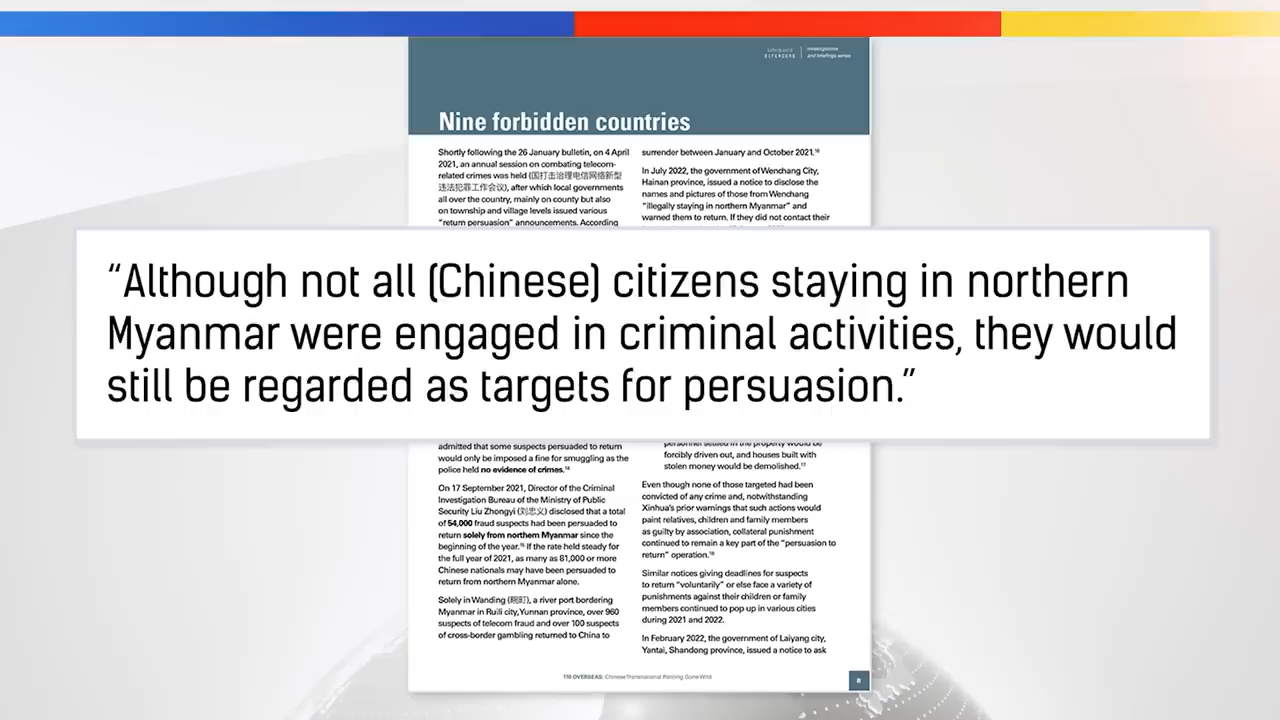 safeguard
DEFENDERS
investigations
and briefings series
Nine forbidden countries
Shortly following the 26 January bulletin, on 4 April
2021, an annual session on combating telecom-
related crimes was held (国打击治理电信网络新型
违法犯罪工作会议), after which local governments
all over the country, mainly on county but also
on township and village levels issued various
“return persuasion” announcements. According
surrender between January and October 2021.¹⁶
In July 2022, the government of Wenchang City,
Hainan province, issued a notice to disclose the
names and pictures of those from Wenchang
“illegally staying in northern Myanmar” and
warned them to return. If they did not contact their
“Although not all (Chinese) citizens staying in northern
Myanmar were engaged in criminal activities, they would
still be regarded as targets for persuasion.”
admitted that some suspects persuaded to return
would only be imposed a fine for smuggling as the
police held no evidence of crimes.¹⁴
On 17 September 2021, Director of the Criminal
Investigation Bureau of the Ministry of Public
Security Liu Zhongyi (刘忠义) disclosed that a total
of 54,000 fraud suspects had been persuaded to
return solely from northern Myanmar since the
beginning of the year.¹⁵ If the rate held steady for
the full year of 2021, as many as 81,000 or more
Chinese nationals may have been persuaded to
return from northern Myanmar alone.
Solely in Wanding (畹町), a river port bordering
Myanmar in Ruili city, Yunnan province, over 960
suspects of telecom fraud and over 100 suspects
of cross-border gambling returned to China to
personnel settled in the property would be
forcibly driven out, and houses built with
stolen money would be demolished.¹⁷
Even though none of those targeted had been
convicted of any crime and, notwithstanding
Xinhua’s prior warnings that such actions would
paint relatives, children and family members
as guilty by association, collateral punishment
continued to remain a key part of the “persuasion to
return” operation.¹⁸
Similar notices giving deadlines for suspects
to return “voluntarily” or else face a variety of
punishments against their children or family
members continued to pop up in various cities
during 2021 and 2022.
In February 2022, the government of Laiyang city,
Yantai, Shandong province, issued a notice to ask
110 OVERSEAS: Chinese Transnational Policing Gone Wild
8